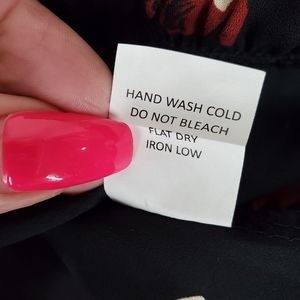 HAND WASH COLD
DO NOT BLEACH
FLAT DRY
IRON LOW